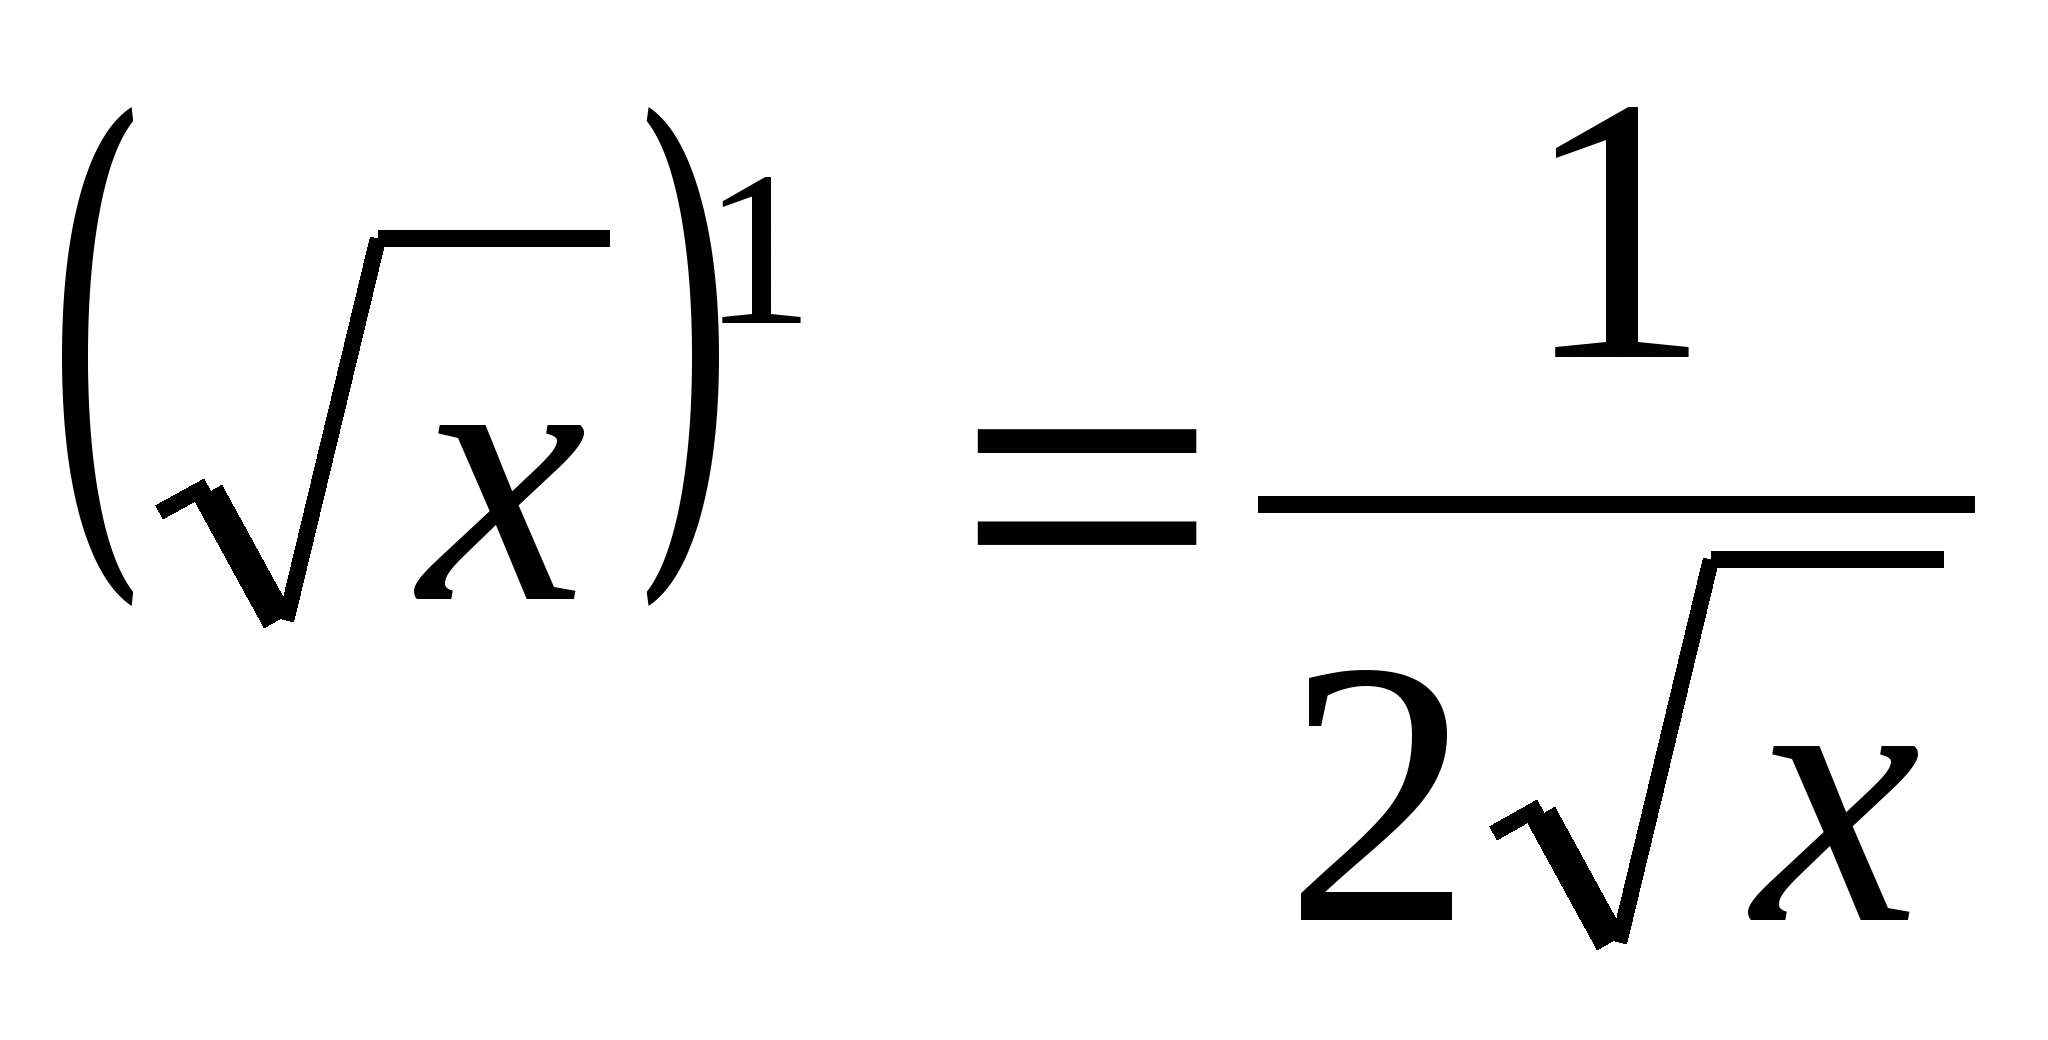 (√x)¹ = 1/(2√x)